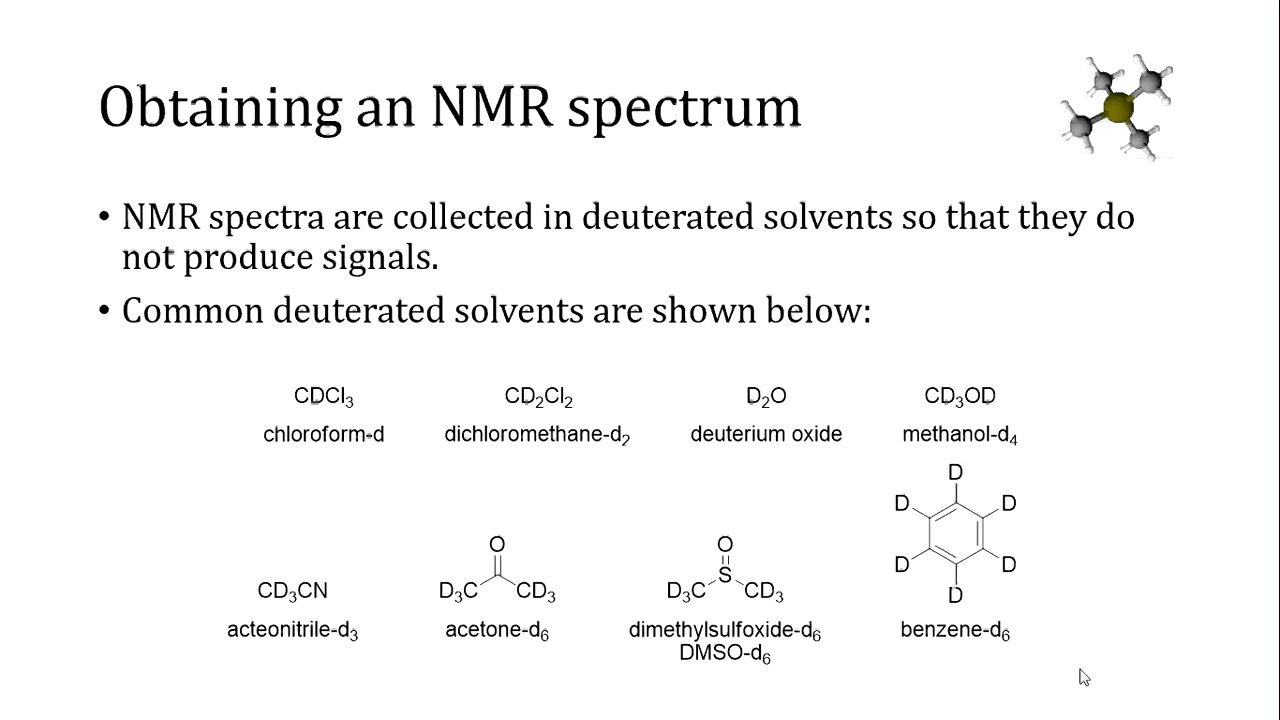 Obtaining an NMR spectrum
• NMR spectra are collected in deuterated solvents so that they do
not produce signals.
• Common deuterated solvents are shown below:
CDCl₃ CD₂Cl₂ D₂O CD₃OD
chloroform-d dichloromethane-d₂ deuterium oxide methanol-d₄
D
D D
O O
D D
CD₃CN D₃C CD₃ D₃C S CD₃
D
acteonitrile-d₃ acetone-d₆ dimethylsulfoxide-d₆ benzene-d₆
DMSO-d₆